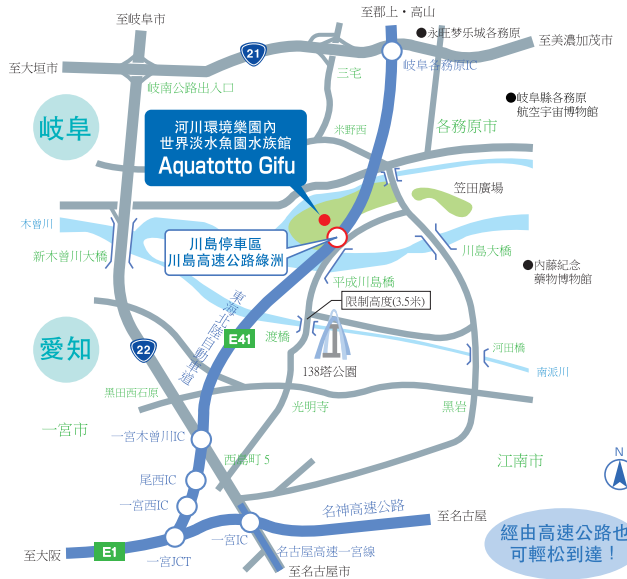 至郡上・高山
至岐阜市
永旺梦乐城各務原
21
至美濃加茂市
至大垣市
三宅
岐阜各務原IC
岐南公路出入口
岐阜縣各務原
航空宇宙博物館
岐阜
河川環境樂園內
世界淡水魚園水族館
Aquatotto Gifu
米野西
各務原市
笠田廣場
木曾川
川島停車區
川島高速公路綠洲
新木曾川大橋
川島大橋
內藤紀念
藥物博物館
平成川島橋
限制高度(3.5米)
東海北陸自動車道
E41
渡橋
愛知
22
河田橋
138塔公園
南派川
黑田西石原
光明寺
黑岩
一宮市
一宮木曾川IC
西島町5
江南市
N
尾西IC
一宮西IC
名神高速公路
至名古屋
經由高速公路也
可輕松到達！
一宮IC
E1
至大阪
一宮JCT
名古屋高速一宮線
至名古屋市